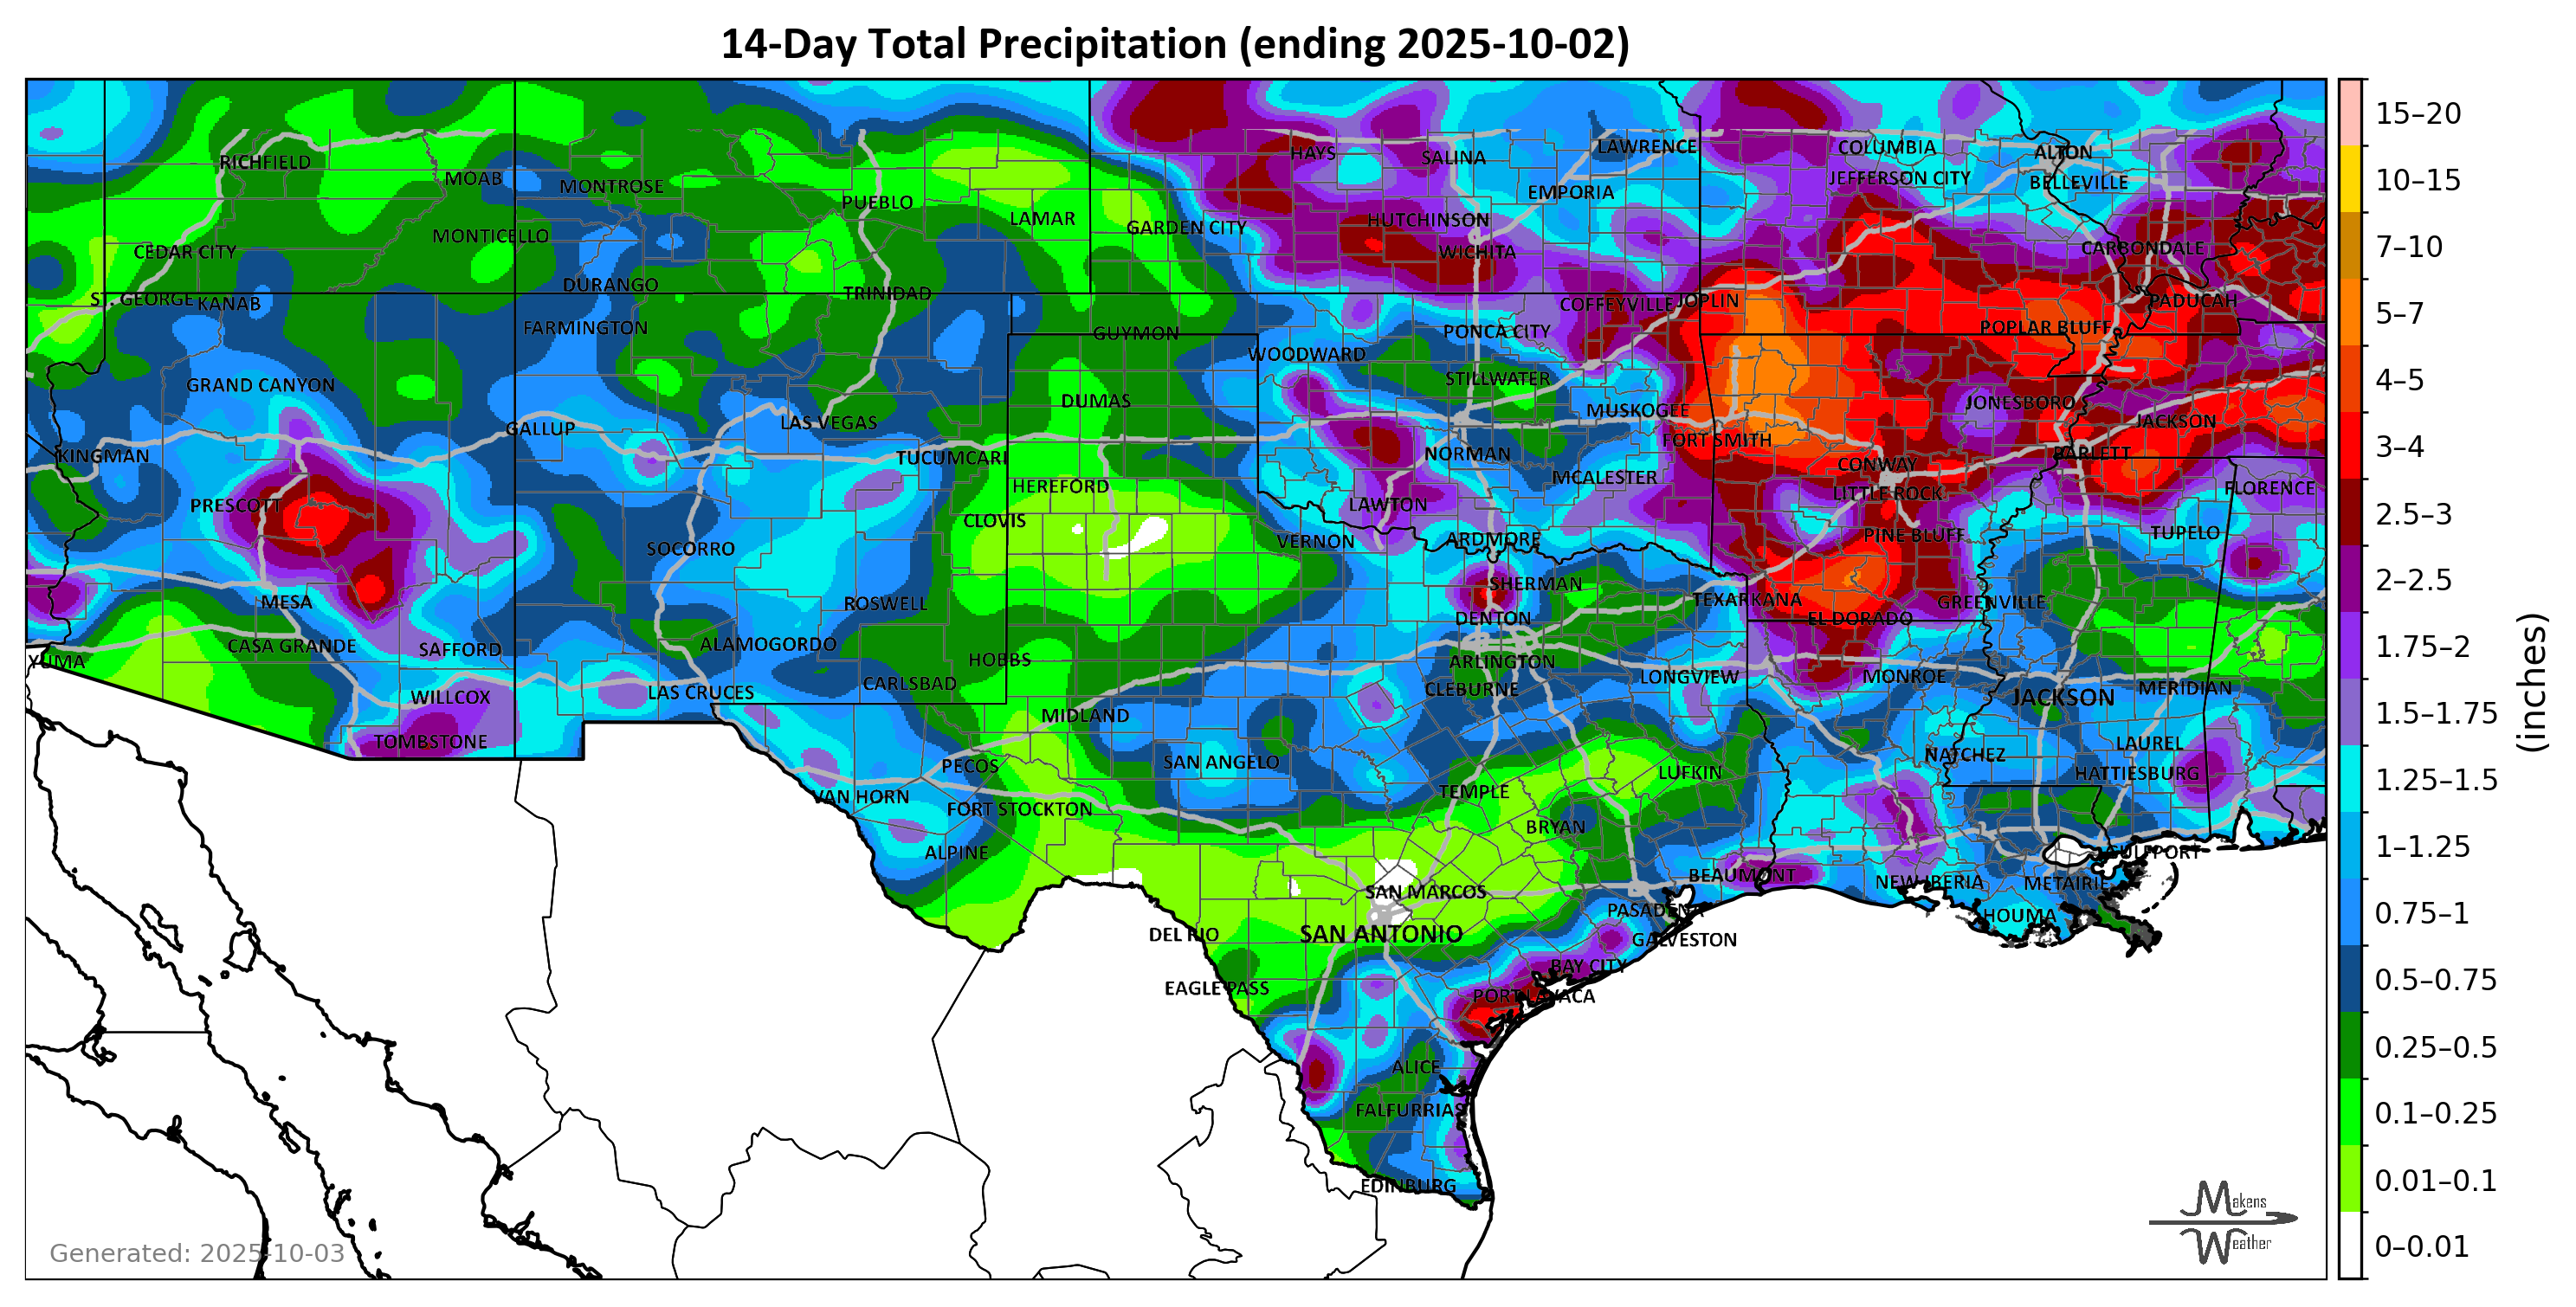 14-Day Total Precipitation (ending 2025-10-02)
HAYS
SALINA
LAWRENCE
COLUMBIA
ALTON
RICHFIELD
MOAB
MONTROSE
EMPORIA
JEFFERSON CITY
BELLEVILLE
PUEBLO
LAMAR
GARDEN CITY
HUTCHINSON
MONTICELLO
CEDAR CITY
WICHITA
CARBONDALE
DURANGO
ST. GEORGE
KANAB
TRINIDAD
COFFEYVILLE
JOPLIN
PADUCAH
FARMINGTON
GUYMON
PONCA CITY
POPLAR BLUFF
WOODWARD
GRAND CANYON
STILLWATER
DUMAS
MUSKOGEE
JONESBORO
GALLUP
LAS VEGAS
JACKSON
KINGMAN
TUCUMCARI
NORMAN
FORT SMITH
BARLETT
CONWAY
MCALESTER
HEREFORD
LITTLE ROCK
FLORENCE
PRESCOTT
LAWTON
CLOVIS
SOCORRO
VERNON
ARDMORE
PINE BLUFF
TUPELO
SHERMAN
MESA
ROSWELL
TEXARKANA
GREENVILLE
DENTON
EL DORADO
CASA GRANDE
SAFFORD
ALAMOGORDO
YUMA
HOBBS
ARLINGTON
WILLCOX
LAS CRUCES
CARLSBAD
CLEBURNE
LONGVIEW
MONROE
JACKSON
MERIDIAN
MIDLAND
TOMBSTONE
LAUREL
PECOS
SAN ANGELO
NATCHEZ
LUFKIN
HATTIESBURG
VAN HORN
FORT STOCKTON
TEMPLE
BRYAN
ALPINE
GULFPORT
SAN MARCOS
BEAUMONT
NEW IBERIA
METAIRIE
PASADENA
HOUMA
DEL RIO
SAN ANTONIO
GALVESTON
BAY CITY
EAGLE PASS
PORT LAVACA
ALICE
FALFURRIAS
EDINBURG
Generated: 2025-10-03
Makens
Weather
15–20
10–15
7–10
5–7
4–5
3–4
2.5–3
2–2.5
1.75–2
1.5–1.75
1.25–1.5
1–1.25
0.75–1
0.5–0.75
0.25–0.5
0.1–0.25
0.01–0.1
0–0.01
(inches)